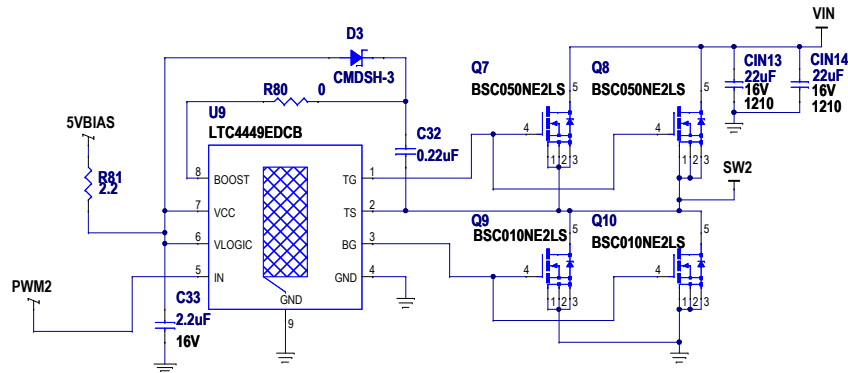 VIN
D3
CMDSH-3
Q7
BSC050NE2LS
Q8
BSC050NE2LS
CIN13
22uF
16V
1210
CIN14
22uF
16V
1210
R80 0
U9
LTC4449EDCB
5VBIAS
R81
2.2
C32
0.22uF
SW2
8 BOOST TG 1
7 VCC TS 2
6 VLOGIC BG 3
5 IN GND 4
GND
9
4
5
1 2 3
4
5
1 2 3
Q9
BSC010NE2LS
Q10
BSC010NE2LS
4
5
1 2 3
4
5
1 2 3
PWM2
C33
2.2uF
16V